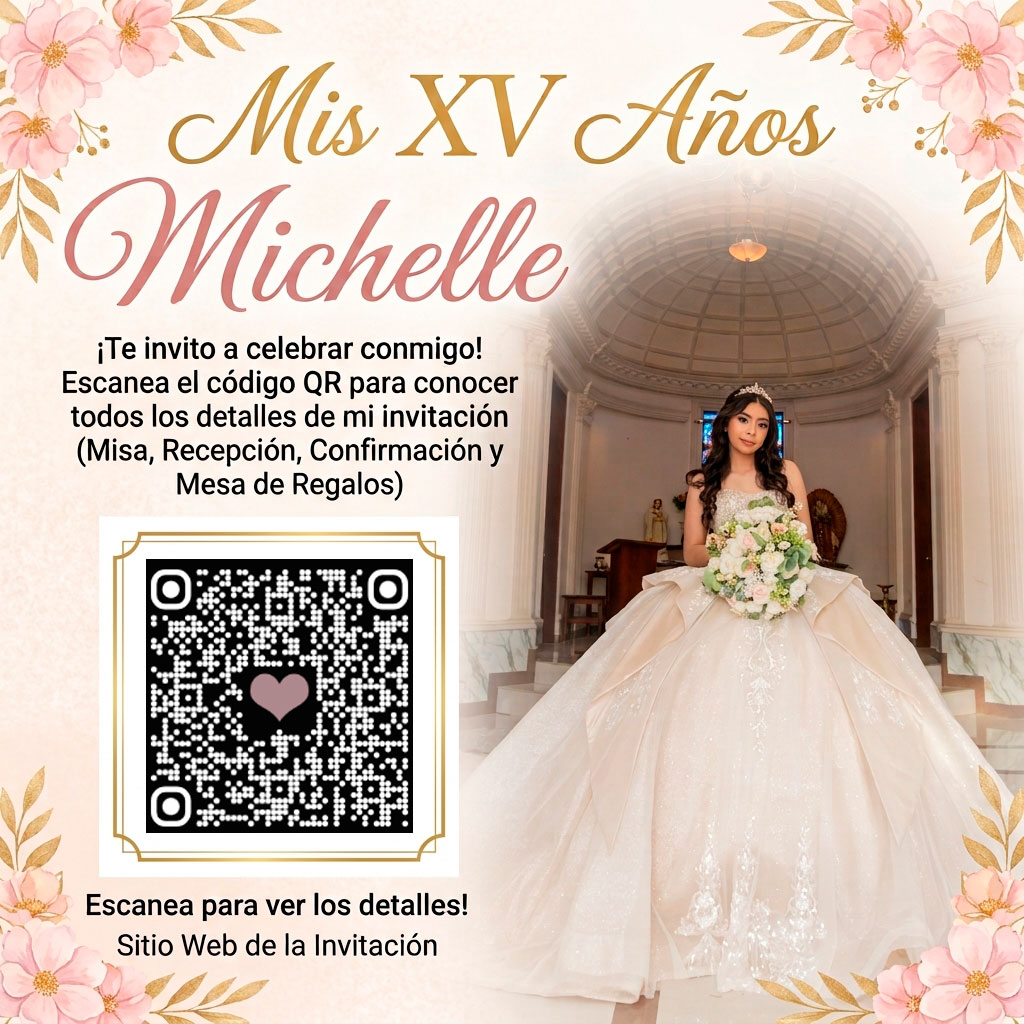 Mis XV Años
Michelle
¡Te invito a celebrar conmigo!
Escanea el código QR para conocer
todos los detalles de mi invitación
(Misa, Recepción, Confirmación y
Mesa de Regalos)
Escanea para ver los detalles!
Sitio Web de la Invitación